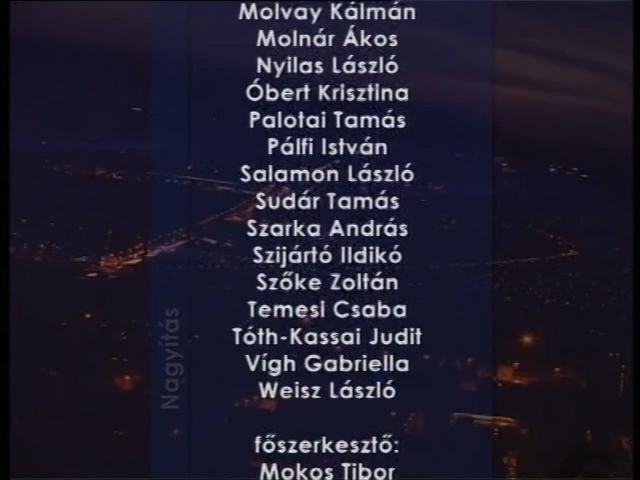 Molvay Kálmán
Molnár Ákos
Nyilas László
Óbert Krisztina
Palotai Tamás
Pálfi István
Salamon László
Sudár Tamás
Szarka András
Szijártó Ildikó
Szőke Zoltán
Temesi Csaba
Tóth-Kassai Judit
Vígh Gabriella
Weisz László
főszerkesztő:
Mokos Tibor
+ Nagyítás